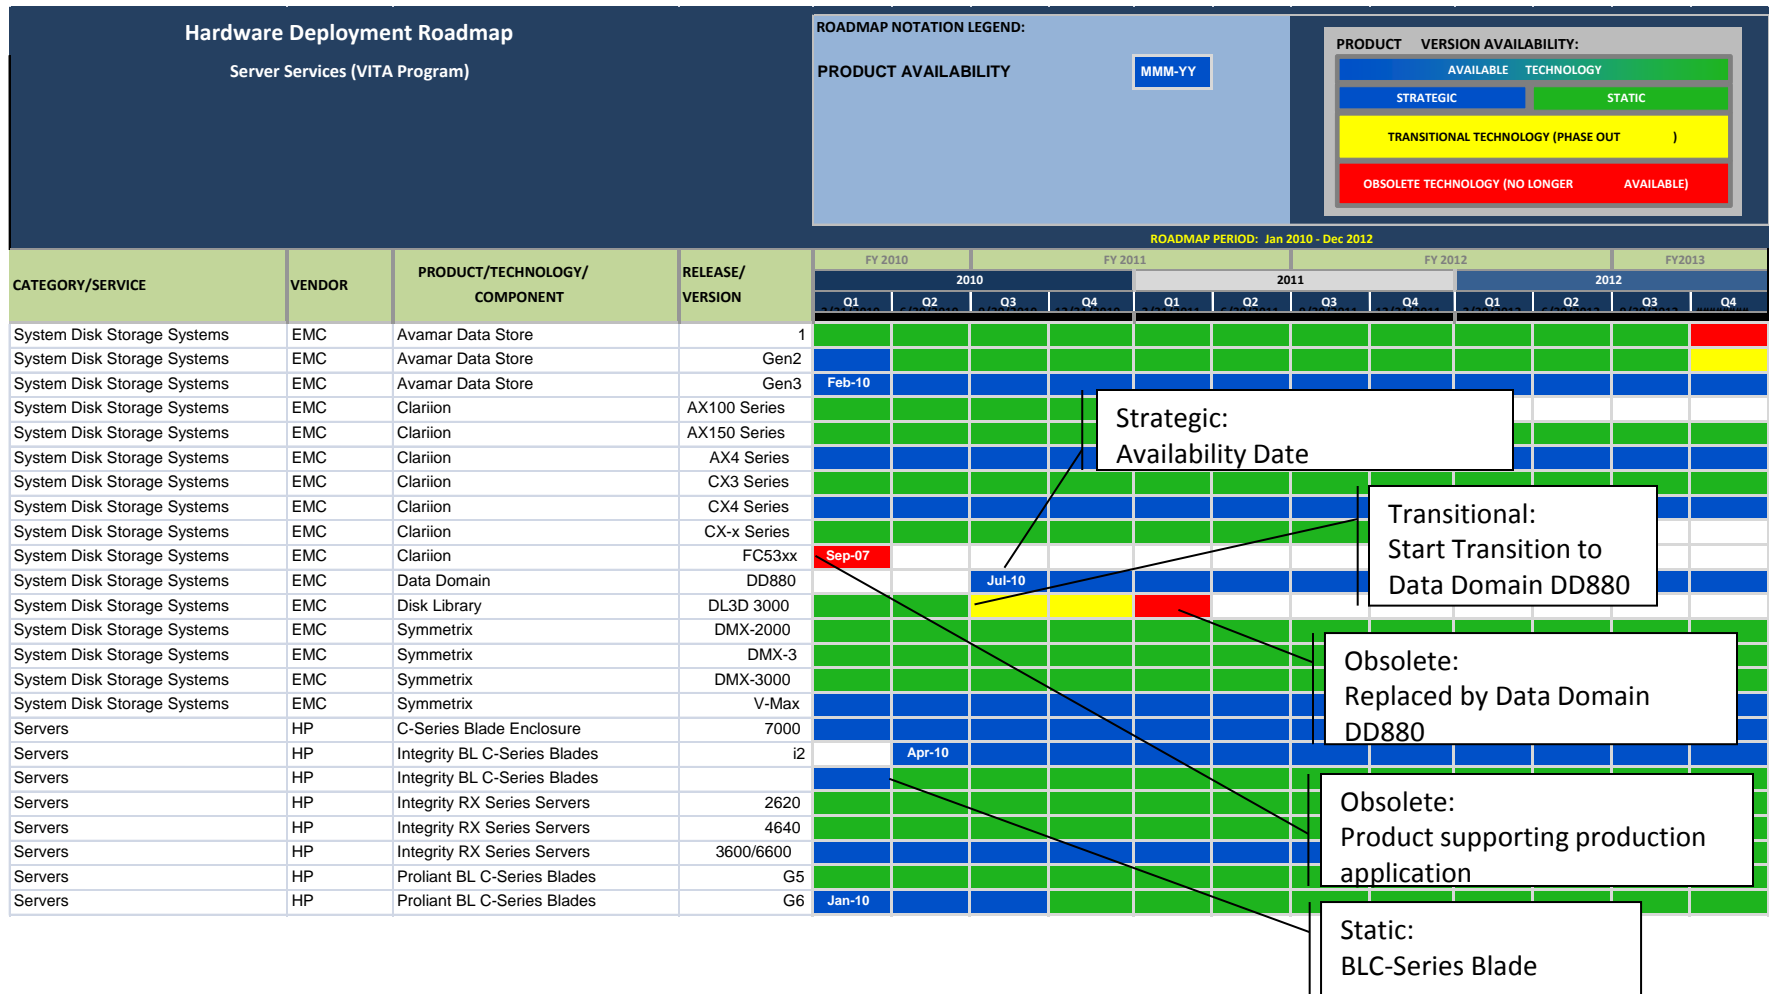 Hardware Deployment Roadmap
Server Services (VITA Program)
ROADMAP NOTATION LEGEND:
PRODUCT AVAILABILITY MMM-YY
PRODUCT VERSION AVAILABILITY:
AVAILABLE TECHNOLOGY
STRATEGIC STATIC
TRANSITIONAL TECHNOLOGY (PHASE OUT )
OBSOLETE TECHNOLOGY (NO LONGER AVAILABLE)
ROADMAP PERIOD: Jan 2010 - Dec 2012
CATEGORY/SERVICE VENDOR PRODUCT/TECHNOLOGY/ COMPONENT RELEASE/ VERSION
FY 2010 FY 2011 FY 2012 FY2013
2010 2011 2012
Q1 Q2 Q3 Q4 Q1 Q2 Q3 Q4 Q1 Q2 Q3 Q4
System Disk Storage Systems EMC Avamar Data Store 1
System Disk Storage Systems EMC Avamar Data Store Gen2
System Disk Storage Systems EMC Avamar Data Store Gen3 Feb-10
System Disk Storage Systems EMC Clariion AX100 Series
System Disk Storage Systems EMC Clariion AX150 Series
System Disk Storage Systems EMC Clariion AX4 Series
System Disk Storage Systems EMC Clariion CX3 Series
System Disk Storage Systems EMC Clariion CX4 Series
System Disk Storage Systems EMC Clariion CX-x Series
System Disk Storage Systems EMC Clariion FC53xx Sep-07
System Disk Storage Systems EMC Data Domain DD880 Jul-10
System Disk Storage Systems EMC Disk Library DL3D 3000
System Disk Storage Systems EMC Symmetrix DMX-2000
System Disk Storage Systems EMC Symmetrix DMX-3
System Disk Storage Systems EMC Symmetrix DMX-3000
System Disk Storage Systems EMC Symmetrix V-Max
Servers HP C-Series Blade Enclosure 7000
Servers HP Integrity BL C-Series Blades i2 Apr-10
Servers HP Integrity BL C-Series Blades
Servers HP Integrity RX Series Servers 2620
Servers HP Integrity RX Series Servers 4640
Servers HP Integrity RX Series Servers 3600/6600
Servers HP Proliant BL C-Series Blades G5
Servers HP Proliant BL C-Series Blades G6 Jan-10
Strategic:
Availability Date
Transitional:
Start Transition to
Data Domain DD880
Obsolete:
Replaced by Data Domain
DD880
Obsolete:
Product supporting production
application
Static:
BLC-Series Blade